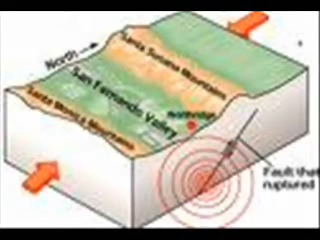 North
Santa Susana Mountains
San Fernando Valley
Northridge
Santa Monica Mountains
Fault that
ruptured